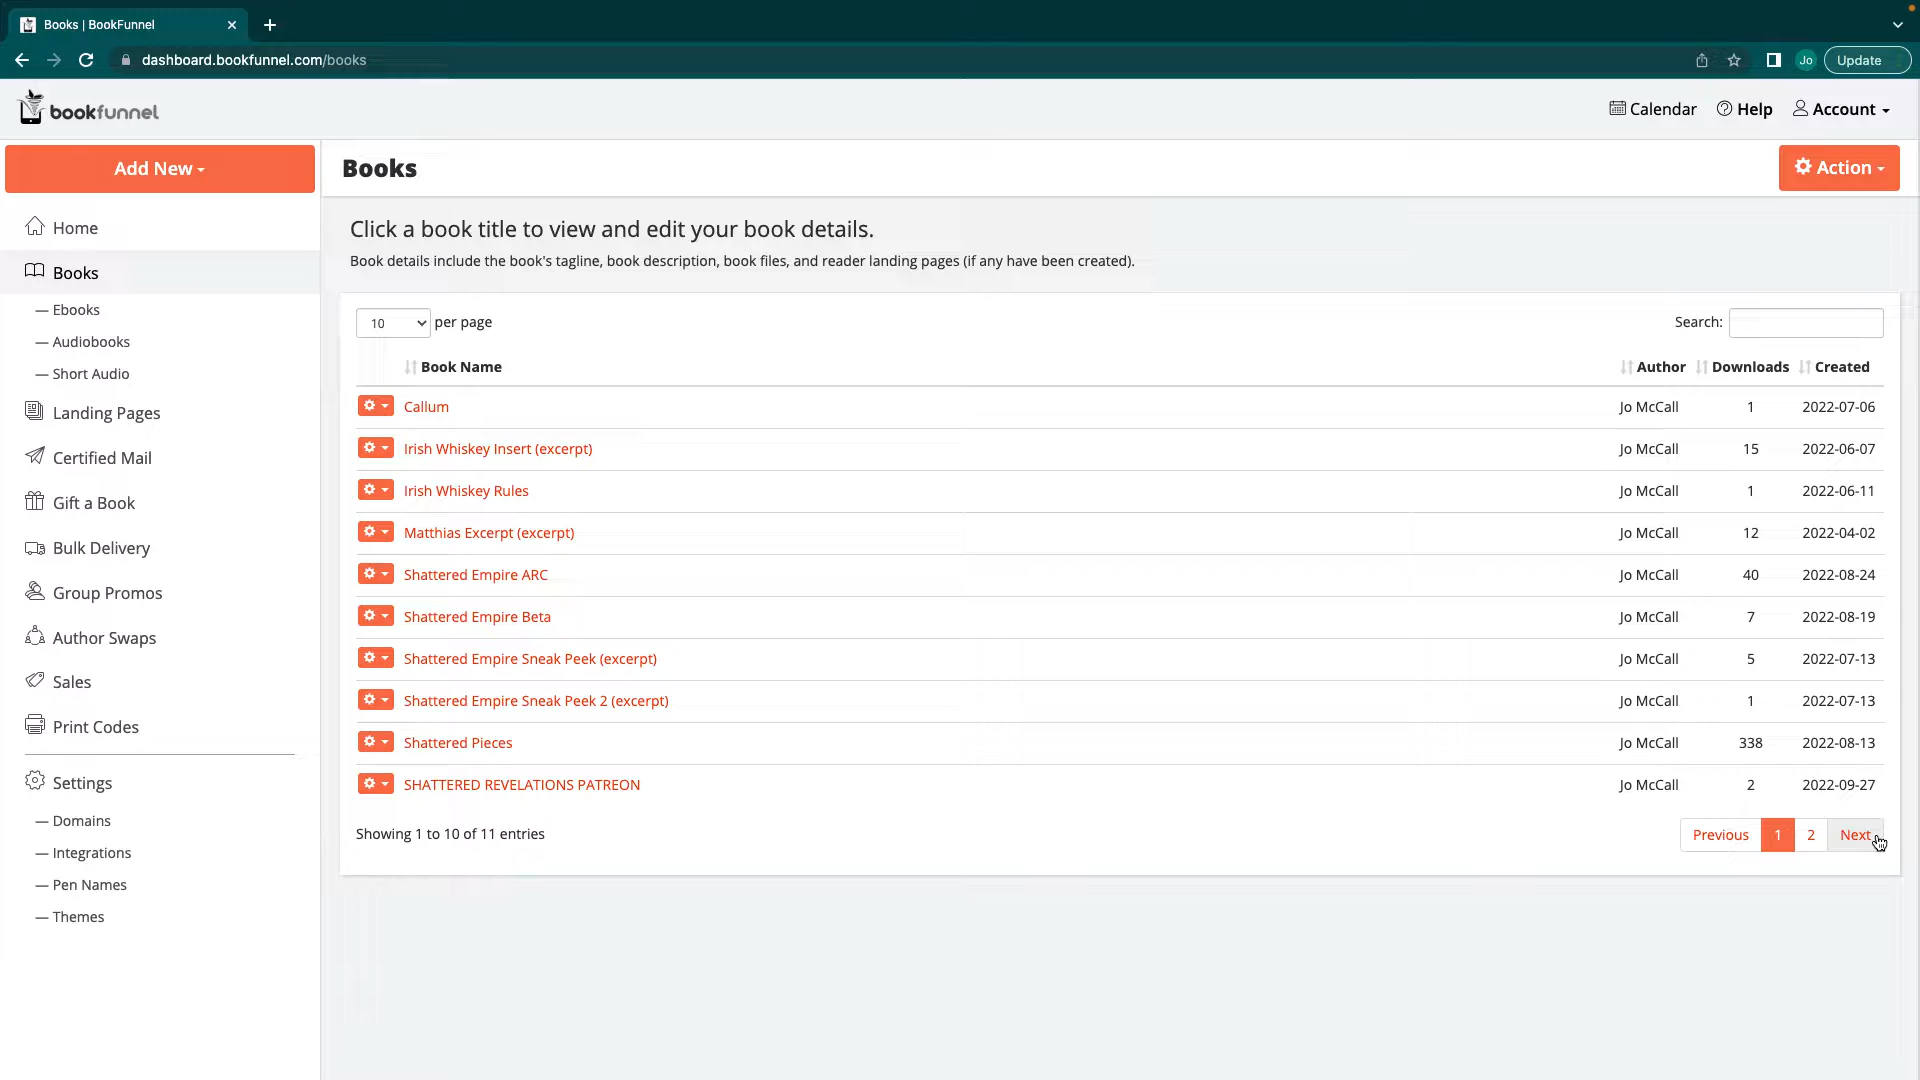 Books | BookFunnel
dashboard.bookfunnel.com/books
Jo
Update
bookfunnel
Calendar
Help
Account
Add New
Books
Action
Home
Books
— Ebooks
— Audiobooks
— Short Audio
Landing Pages
Certified Mail
Gift a Book
Bulk Delivery
Group Promos
Author Swaps
Sales
Print Codes
Settings
— Domains
— Integrations
— Pen Names
— Themes
Click a book title to view and edit your book details.
Book details include the book's tagline, book description, book files, and reader landing pages (if any have been created).
10 per page
Search:
Book Name Author Downloads Created
Callum Jo McCall 1 2022-07-06
Irish Whiskey Insert (excerpt) Jo McCall 15 2022-06-07
Irish Whiskey Rules Jo McCall 1 2022-06-11
Matthias Excerpt (excerpt) Jo McCall 12 2022-04-02
Shattered Empire ARC Jo McCall 40 2022-08-24
Shattered Empire Beta Jo McCall 7 2022-08-19
Shattered Empire Sneak Peek (excerpt) Jo McCall 5 2022-07-13
Shattered Empire Sneak Peek 2 (excerpt) Jo McCall 1 2022-07-13
Shattered Pieces Jo McCall 338 2022-08-13
SHATTERED REVELATIONS PATREON Jo McCall 2 2022-09-27
Showing 1 to 10 of 11 entries
Previous 1 2 Next